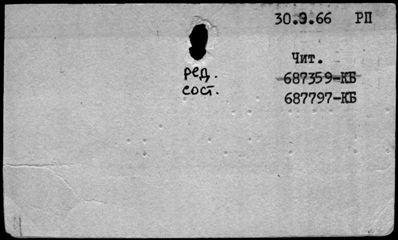 30.9.66 РП
Чит.
ред.
687359-КБ
сост.
687797-КБ